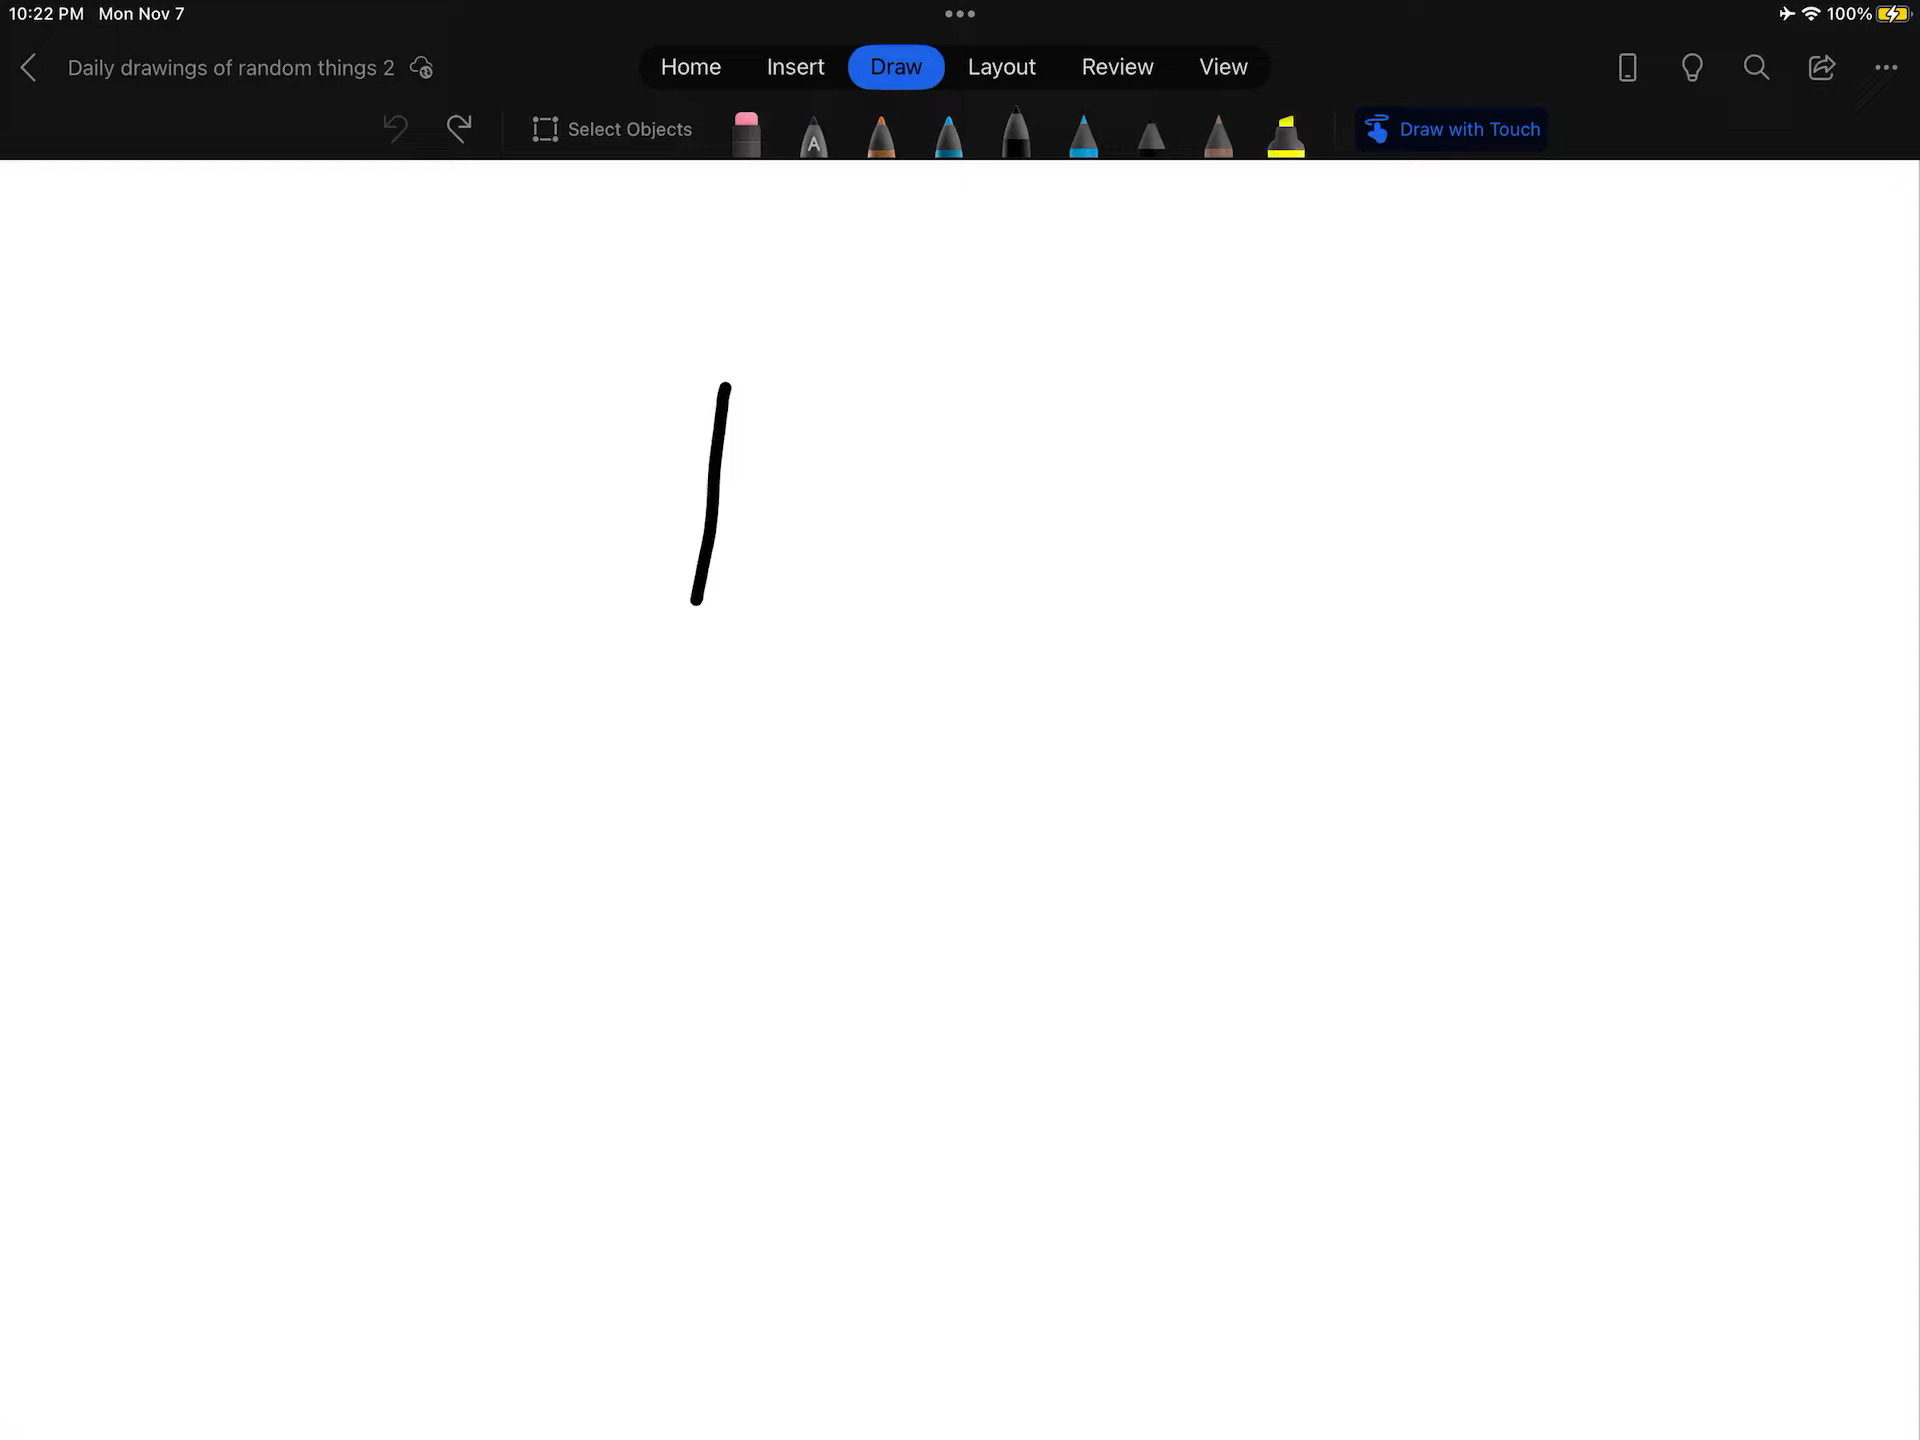 10:22 PM Mon Nov 7 100%
Daily drawings of random things 2 Home Insert Draw Layout Review View
Select Objects A Draw with Touch